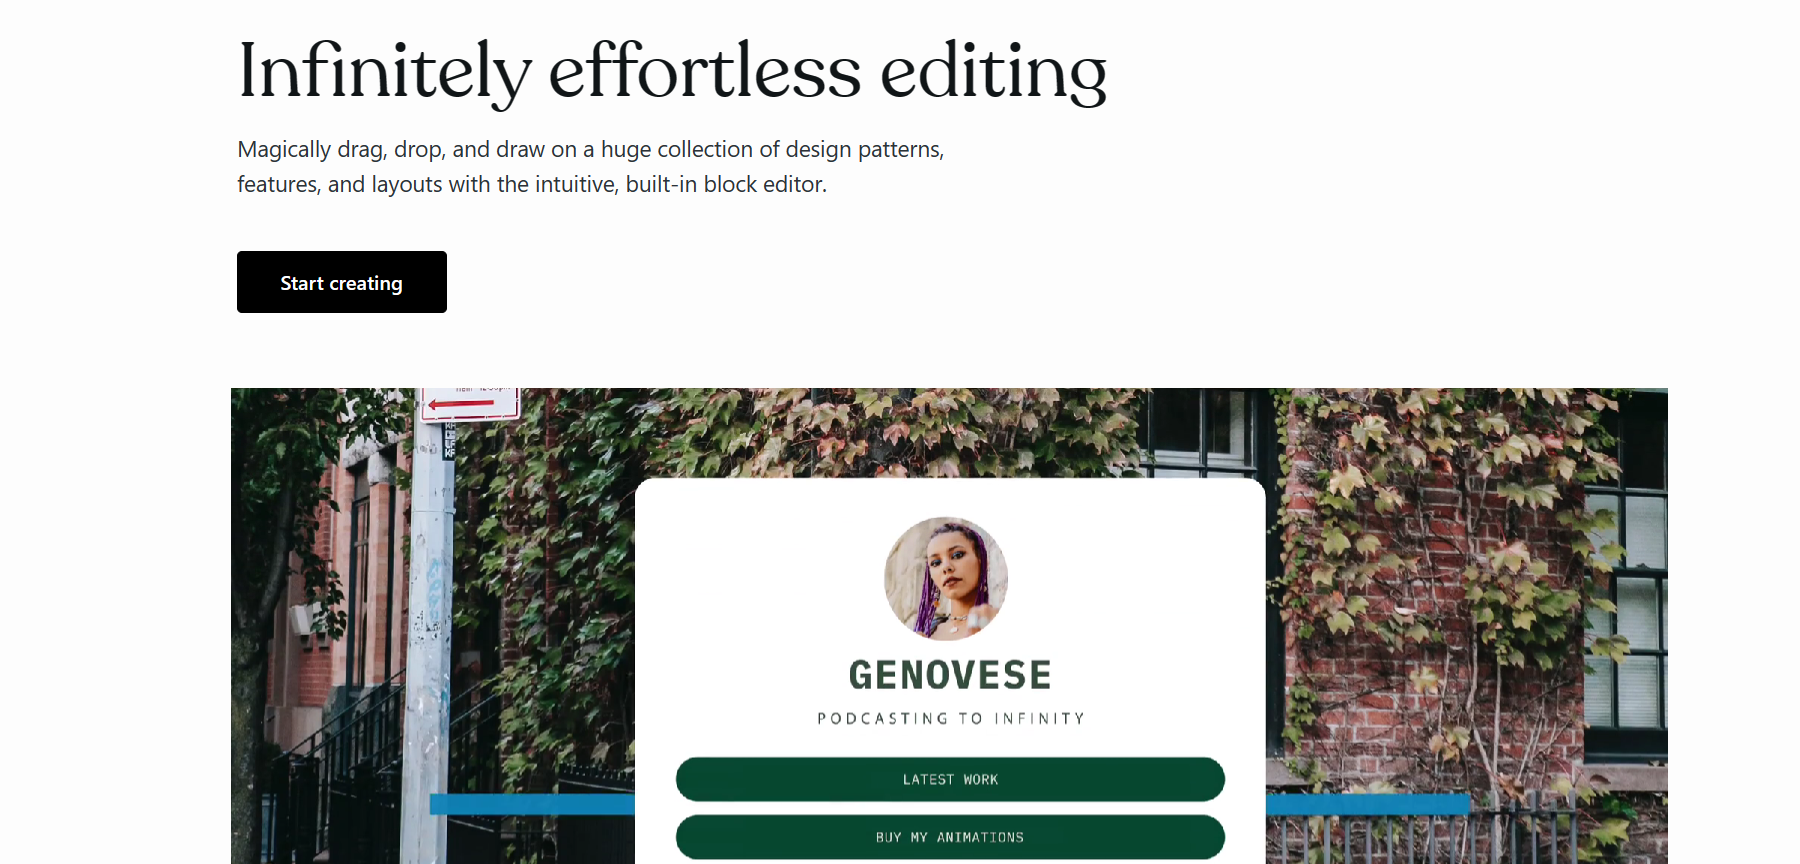 Infinitely effortless editing
Magically drag, drop, and draw on a huge collection of design patterns,
features, and layouts with the intuitive, built-in block editor.
Start creating
GENOVESE
PODCASTING TO INFINITY
LATEST WORK
BUY MY ANIMATIONS